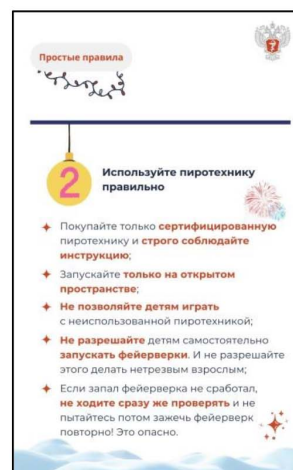 Простые правила
2
Используйте пиротехнику
правильно
Покупайте только сертифицированную
пиротехнику и строго соблюдайте
инструкцию;
Запускайте только на открытом
пространстве;
Не позволяйте детям играть
с неиспользованной пиротехникой;
Не разрешайте детям самостоятельно
запускать фейерверки. И не разрешайте
этого делать нетрезвым взрослым;
Если запал фейерверка не сработал,
не ходите сразу же проверять и не
пытайтесь потом зажечь фейерверк
повторно! Это опасно.